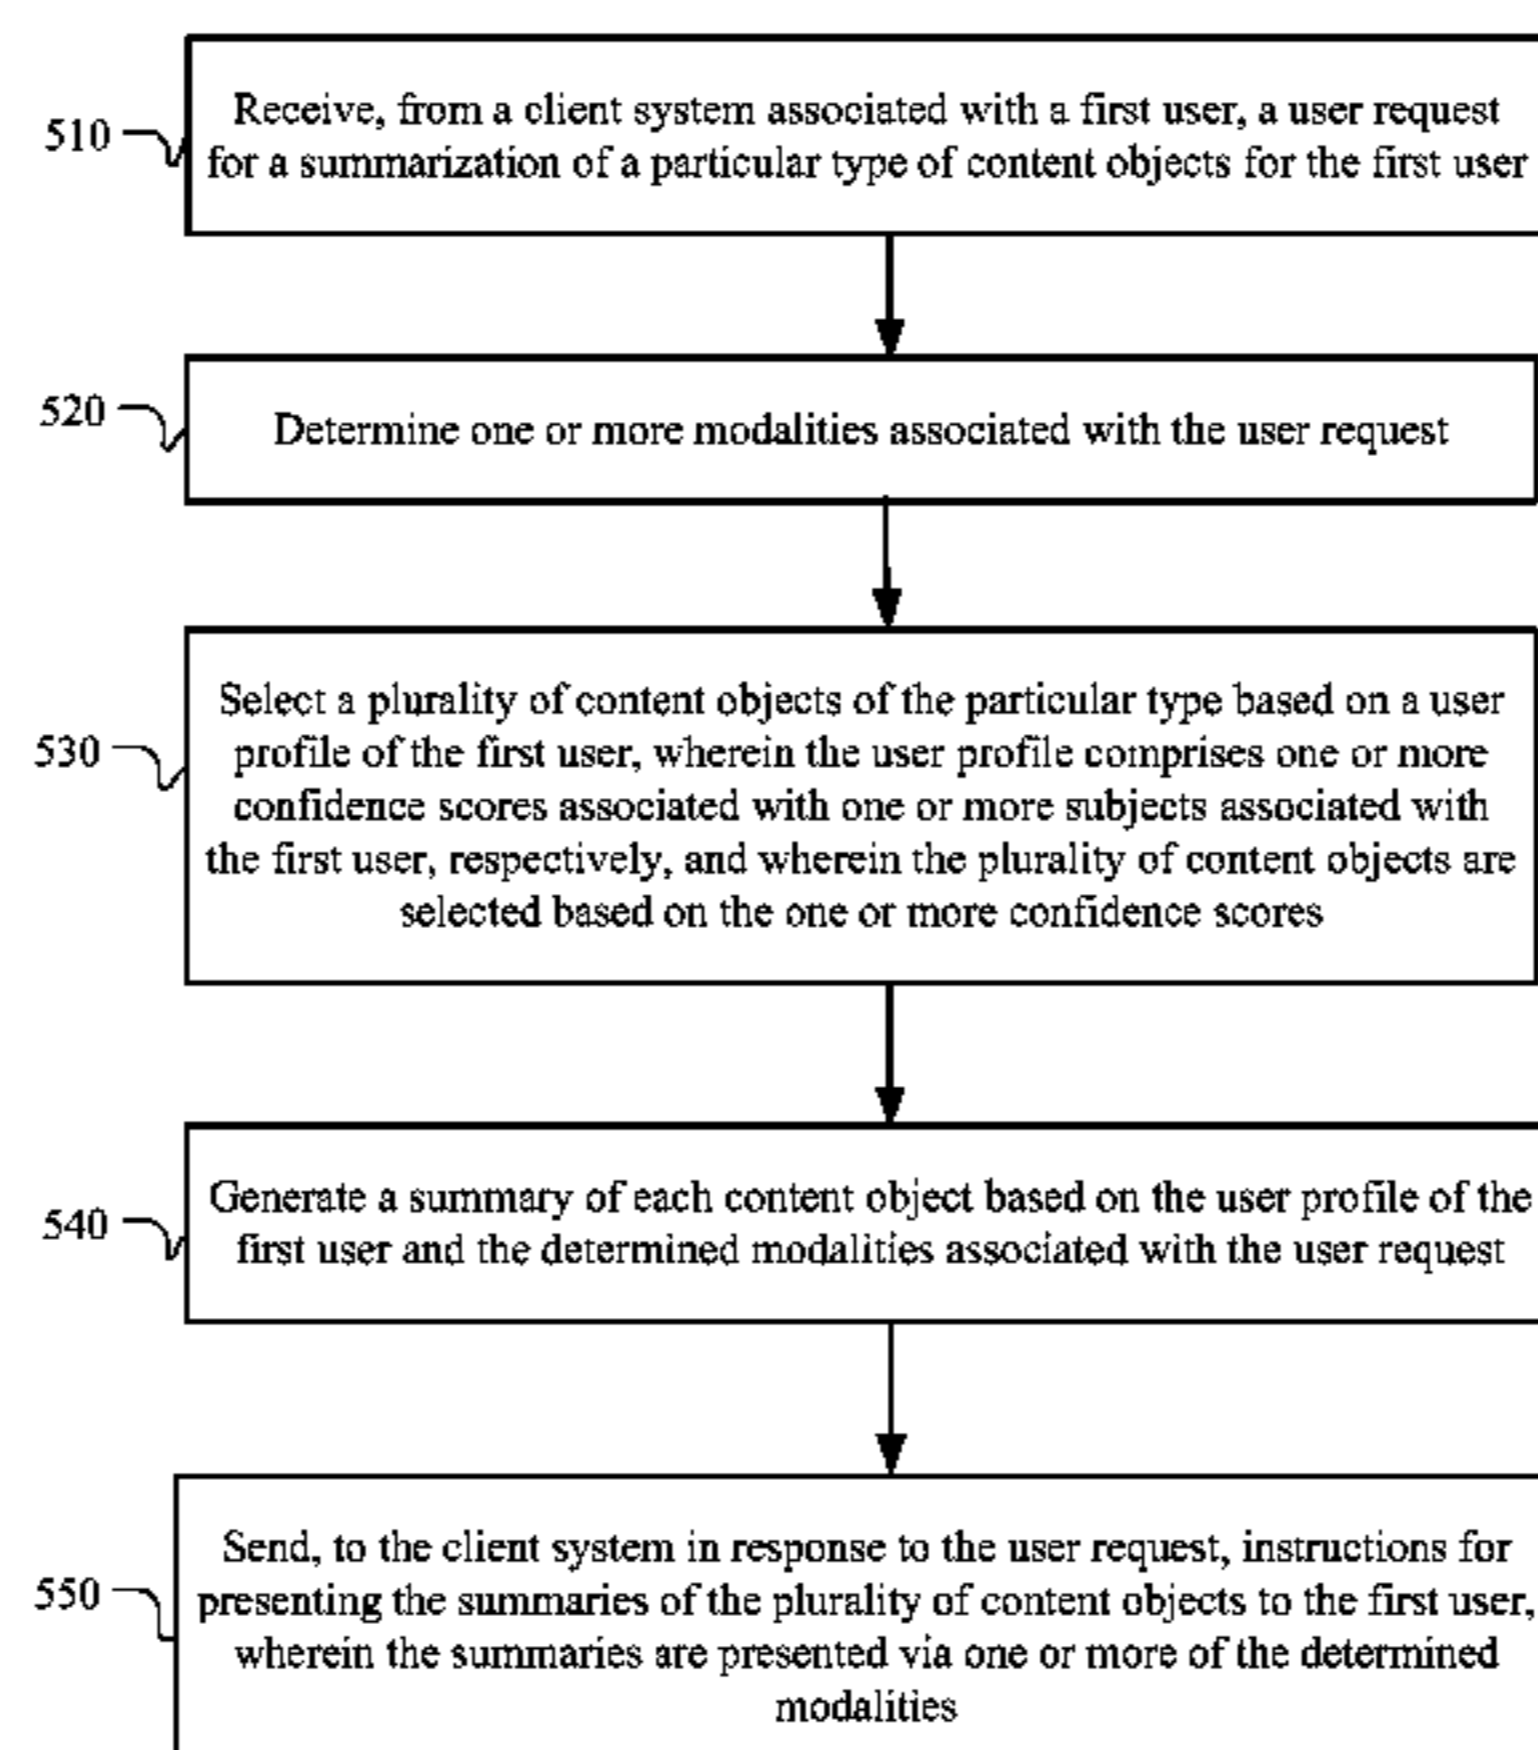 510
Receive, from a client system associated with a first user, a user request
for a summarization of a particular type of content objects for the first user
520
Determine one or more modalities associated with the user request
530
Select a plurality of content objects of the particular type based on a user
profile of the first user, wherein the user profile comprises one or more
confidence scores associated with one or more subjects associated with
the first user, respectively, and wherein the plurality of content objects are
selected based on the one or more confidence scores
540
Generate a summary of each content object based on the user profile of the
first user and the determined modalities associated with the user request
550
Send, to the client system in response to the user request, instructions for
presenting the summaries of the plurality of content objects to the first user,
wherein the summaries are presented via one or more of the determined
modalities